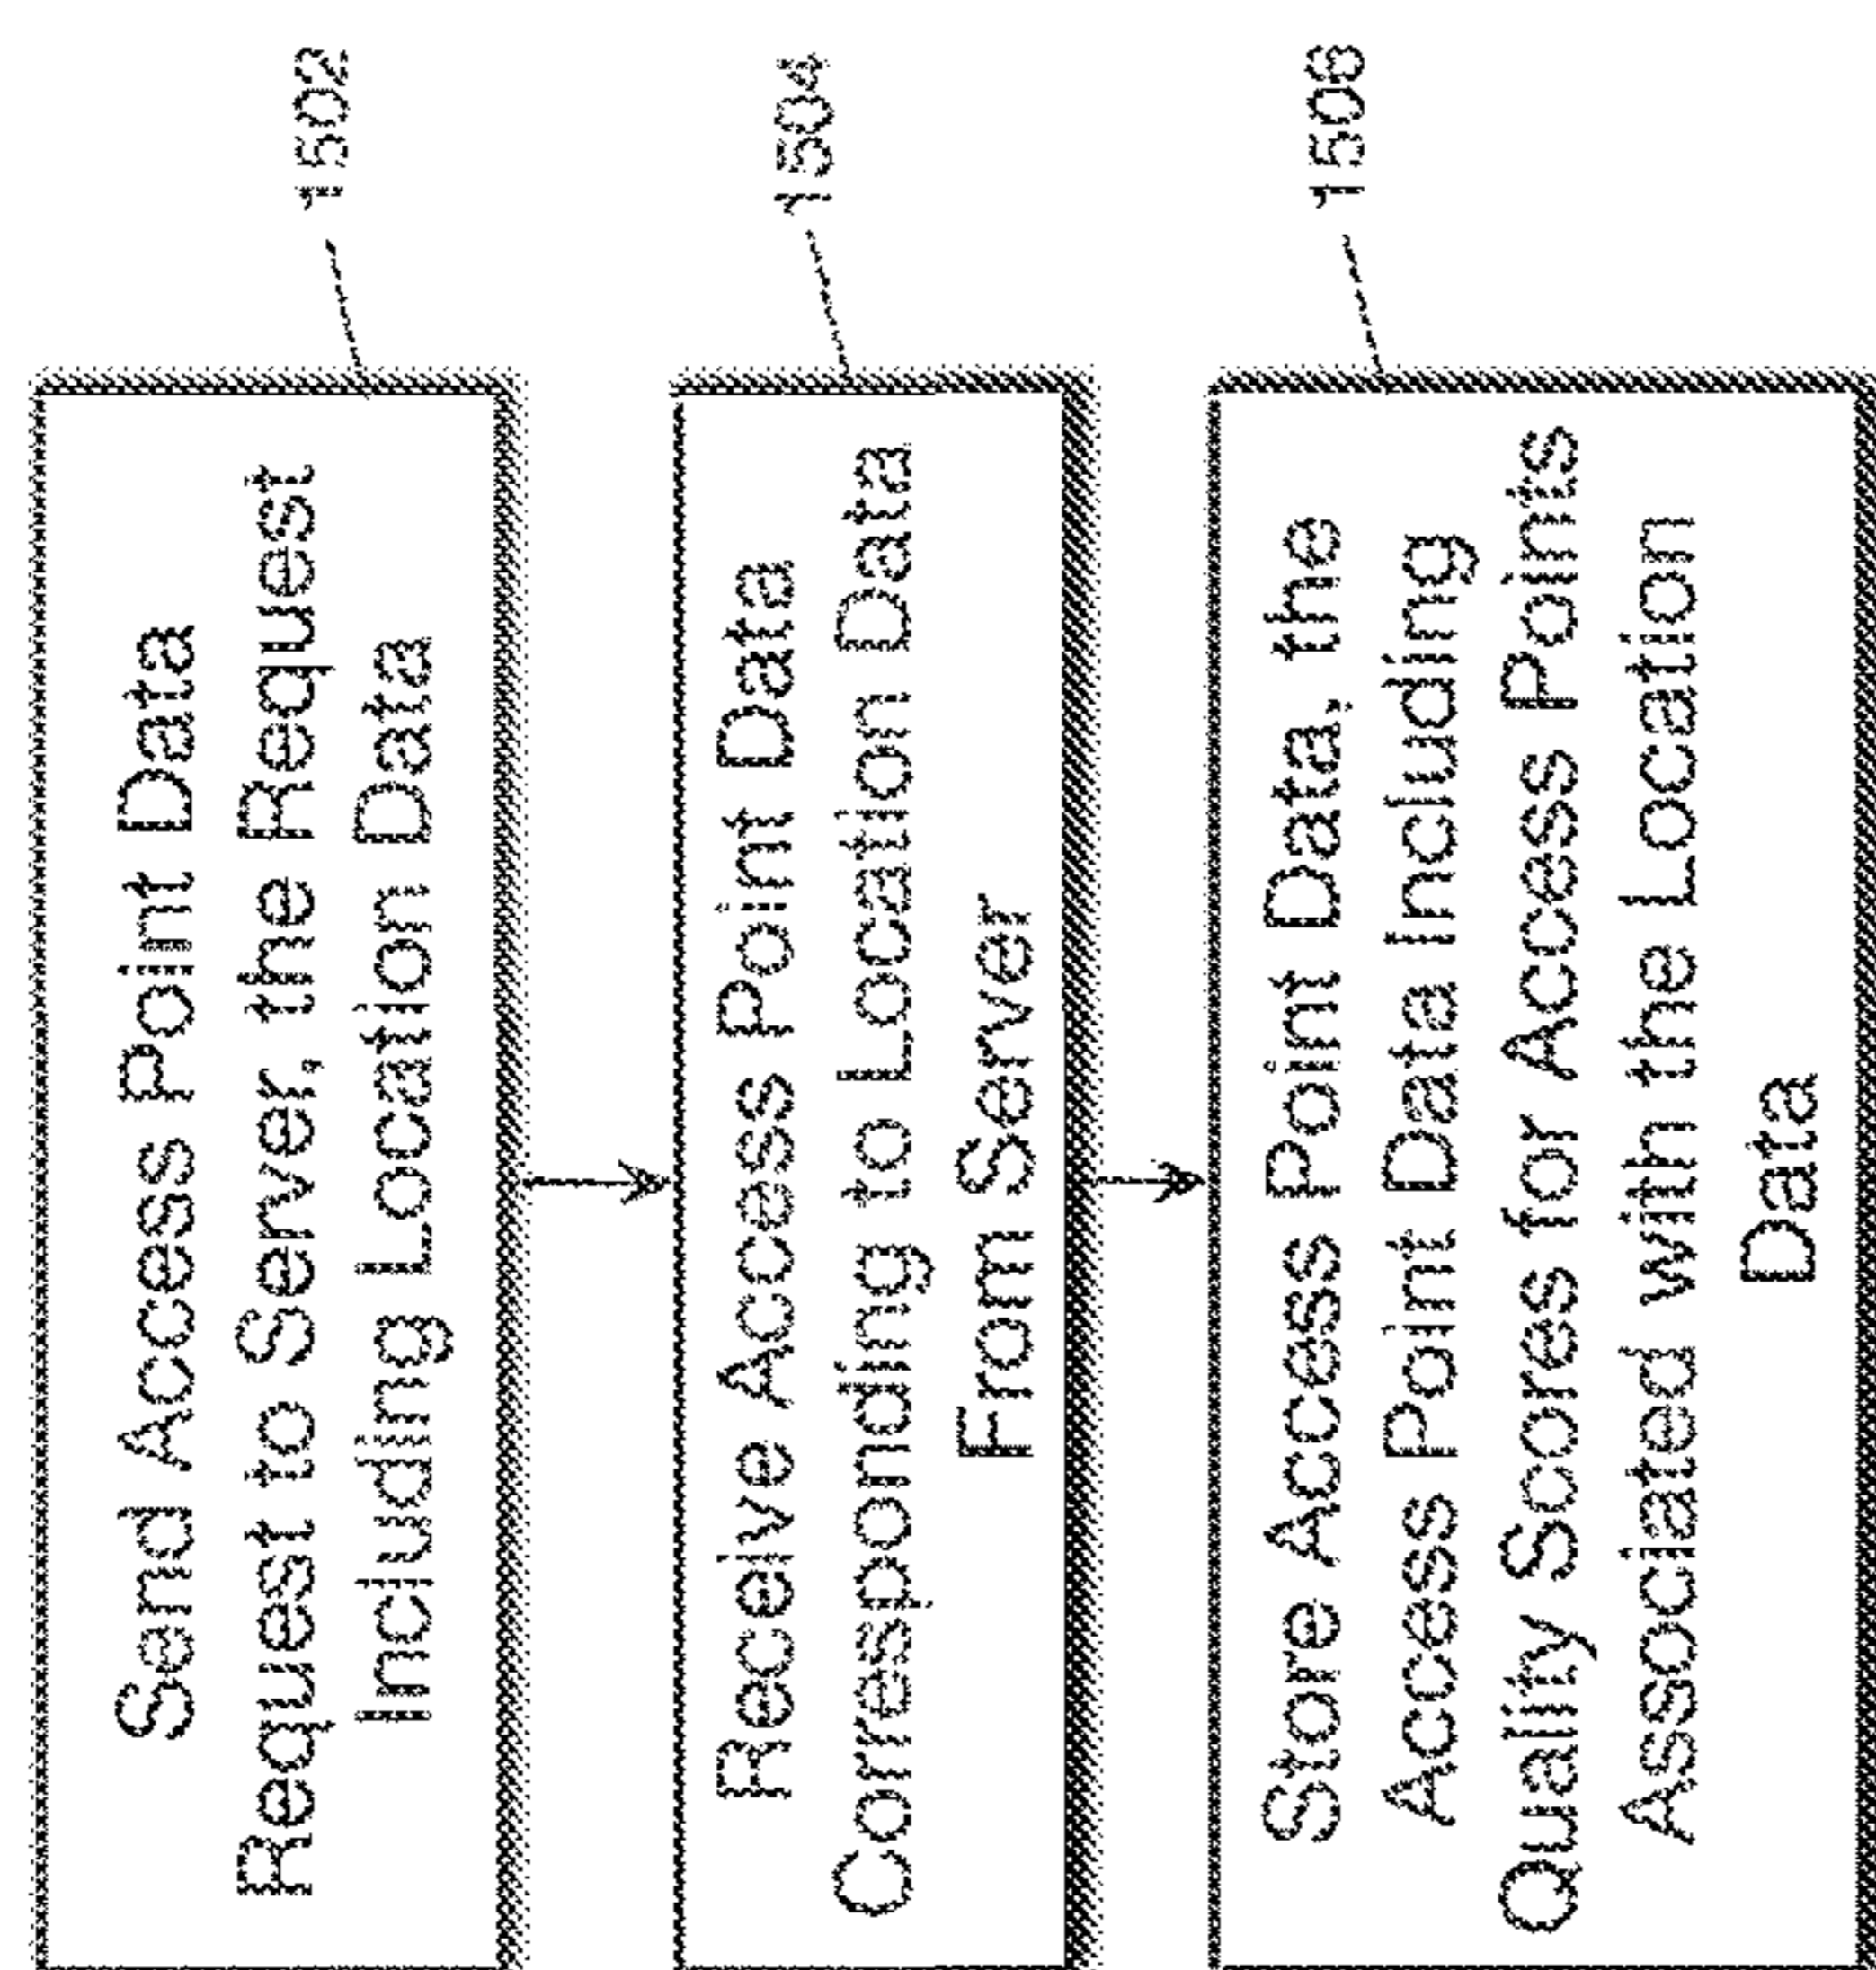 Send Access Point Data
Request to Server, the Request
Including Location Data
1502
Receive Access Point Data
Corresponding to Location Data
From Server
1504
Store Access Point Data, the
Access Point Data Including
Quality Scores for Access Points
Associated with the Location
Data
1506